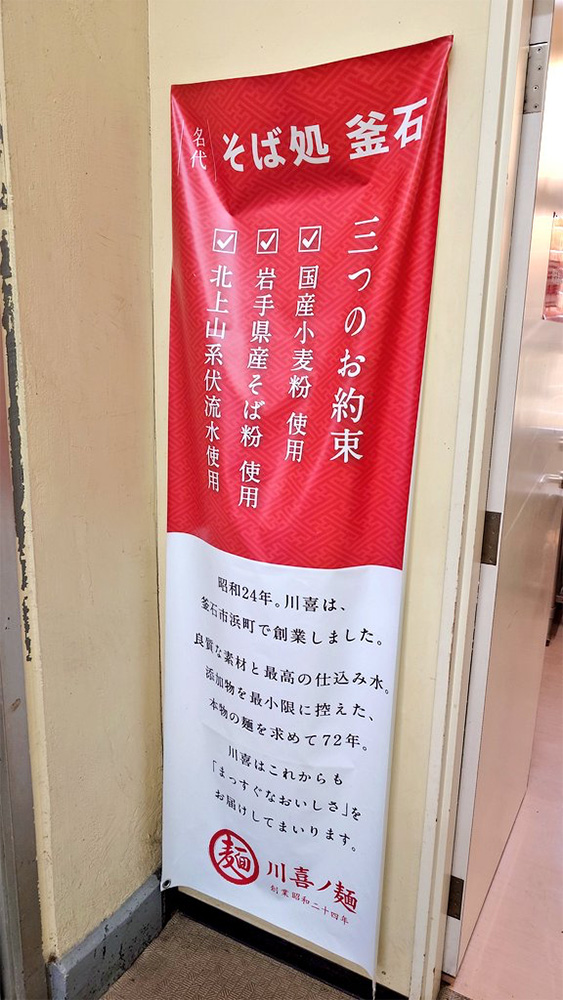 名代
そば処 釜石
三つのお約束
☑国産小麦粉 使用
☑岩手県産そば粉 使用
☑北上山系伏流水使用
昭和24年。川喜は、
釜石市浜町で創業しました。
良質な素材と最高の仕込み水。
添加物を最小限に控えた、
本物の麺を求めて72年。
川喜はこれからも
「まっすぐなおいしさ」を
お届けしてまいります。
麺
川喜ノ麺
創業昭和二十四年